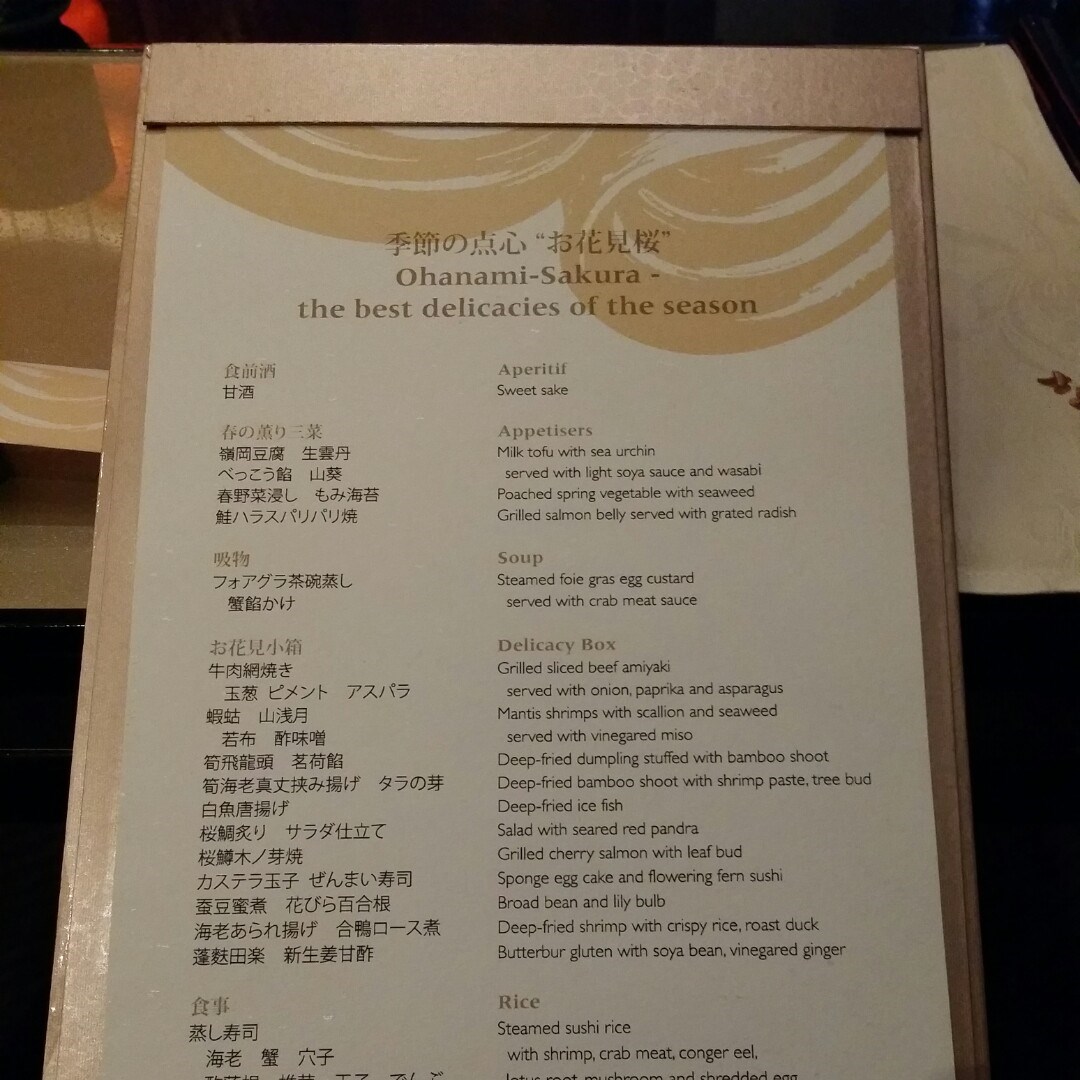 季節の点心 “お花見桜”
Ohanami-Sakura -
the best delicacies of the season
食前酒 Aperitif
甘酒 Sweet sake
春の薫り三菜 Appetisers
嶺岡豆腐 生雲丹 Milk tofu with sea urchin
べっこう餡 山葵 served with light soya sauce and wasabi
春野菜浸し もみ海苔 Poached spring vegetable with seaweed
鮭ハラスパリパリ焼 Grilled salmon belly served with grated radish
吸物 Soup
フォアグラ茶碗蒸し Steamed foie gras egg custard
蟹餡かけ served with crab meat sauce
お花見小箱 Delicacy Box
牛肉網焼き Grilled sliced beef amiyaki
玉葱 ピメント アスパラ served with onion, paprika and asparagus
蝦蛄 山浅月 Mantis shrimps with scallion and seaweed
若布 酢味噌 served with vinegared miso
筍飛龍頭 茗荷餡 Deep-fried dumpling stuffed with bamboo shoot
筍海老真丈挟み揚げ タラの芽 Deep-fried bamboo shoot with shrimp paste, tree bud
白魚唐揚げ Deep-fried ice fish
桜鯛炙り サラダ仕立て Salad with seared red pandra
桜鱒木ノ芽焼 Grilled cherry salmon with leaf bud
カステラ玉子 ぜんまい寿司 Sponge egg cake and flowering fern sushi
蚕豆蜜煮 花びら百合根 Broad bean and lily bulb
海老あられ揚げ 合鴨ロース煮 Deep-fried shrimp with crispy rice, roast duck
蓬麩田楽 新生姜甘酢 Butterbur gluten with soya bean, vinegared ginger
食事 Rice
蒸し寿司 Steamed sushi rice
海老 蟹 穴子 with shrimp, crab meat, conger eel,
酢蓮根 椎茸 玉子 でんご lotus root, mushroom and shredded egg